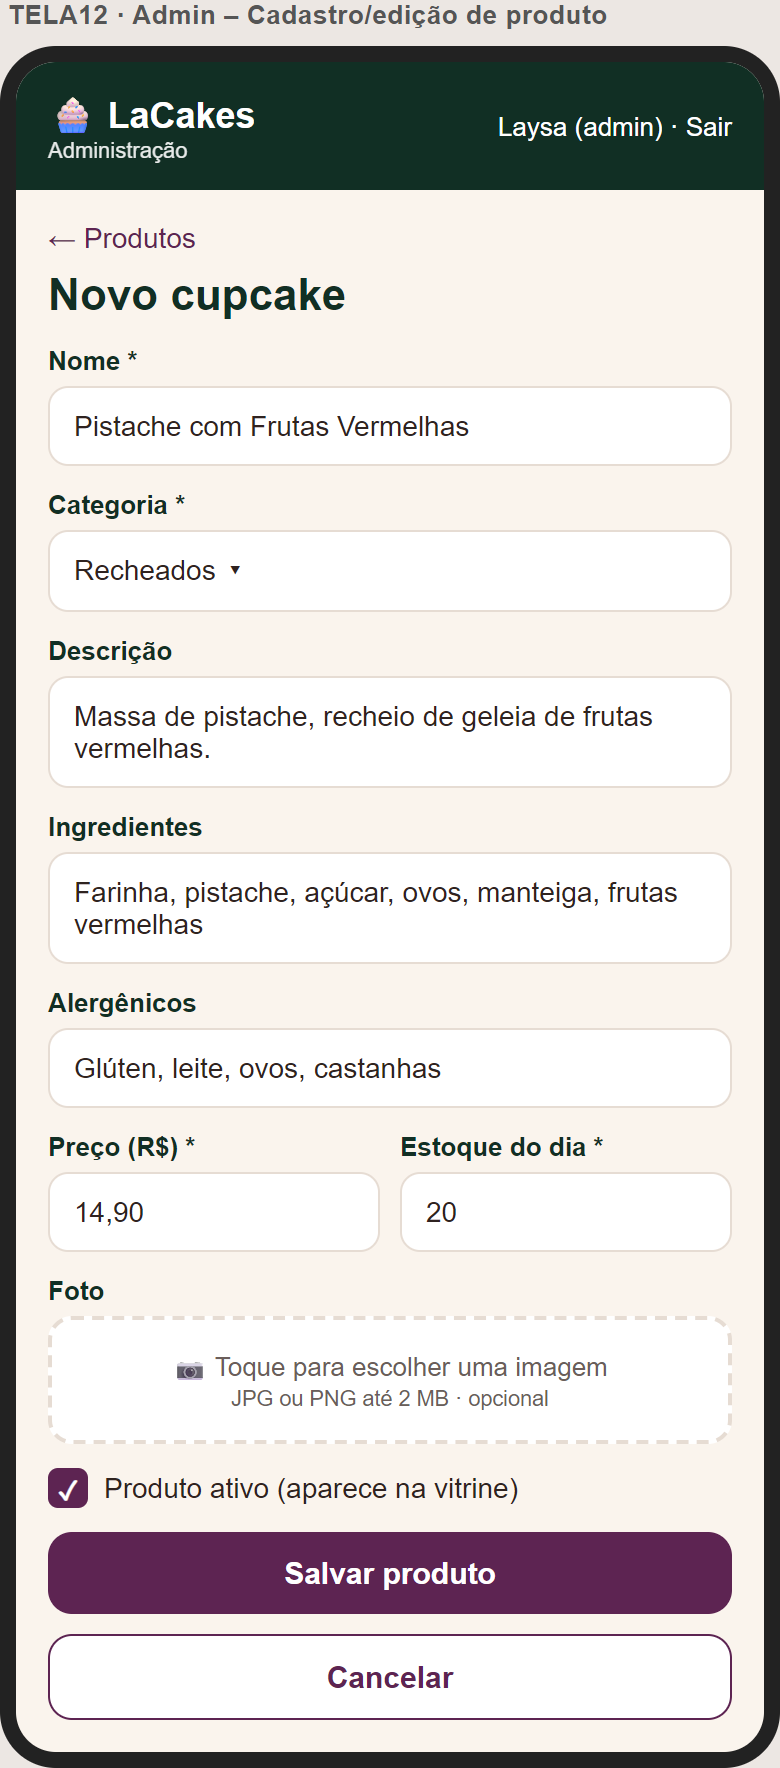 TELA12 · Admin – Cadastro/edição de produto
LaCakes
Administração
Laysa (admin) · Sair
← Produtos
Novo cupcake
Nome *
Pistache com Frutas Vermelhas
Categoria *
Recheados ▾
Descrição
Massa de pistache, recheio de geleia de frutas
vermelhas.
Ingredientes
Farinha, pistache, açúcar, ovos, manteiga, frutas
vermelhas
Alergênicos
Glúten, leite, ovos, castanhas
Preço (R$) *
Estoque do dia *
14,90
20
Foto
Toque para escolher uma imagem
JPG ou PNG até 2 MB · opcional
Produto ativo (aparece na vitrine)
Salvar produto
Cancelar